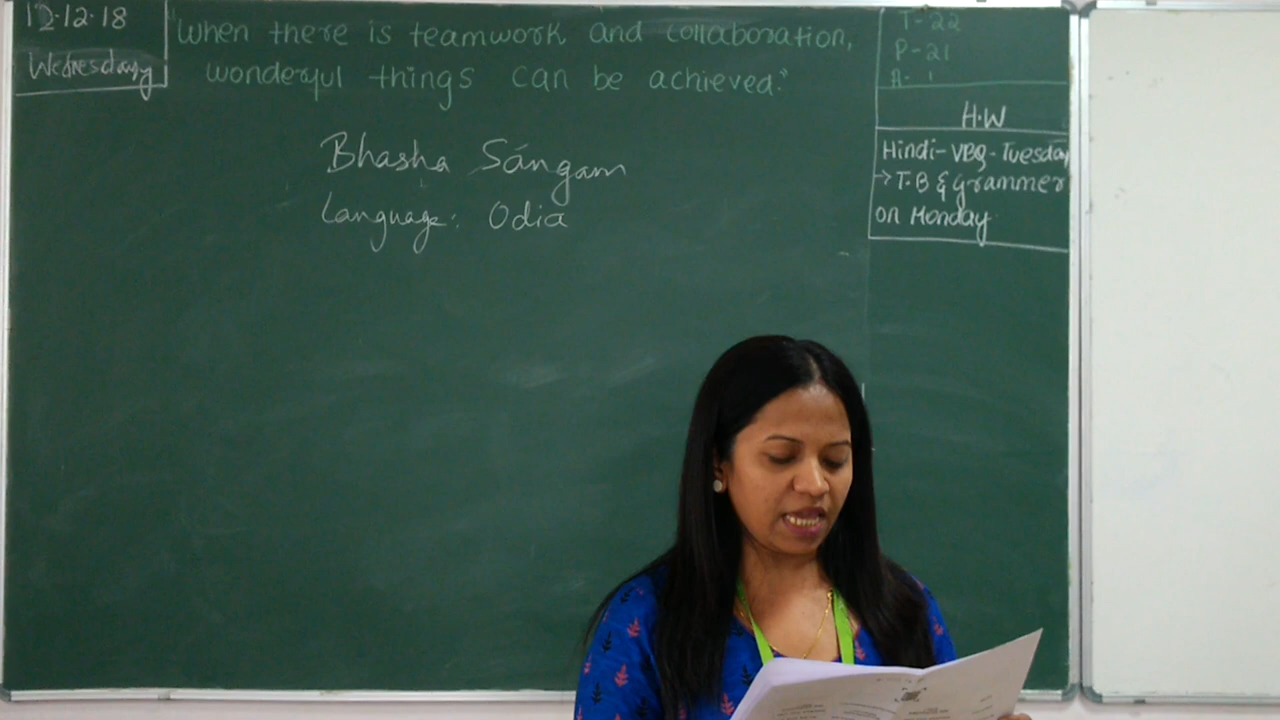 12.12.18
Wednesday
"When there is teamwork and collaboration,
wonderful things can be achieved."
Bhasha Sangam
Language: Odia
T-22
P-21
A-1
H.W
Hindi-VBQ-Tuesday
→T.B & Grammer
on Monday